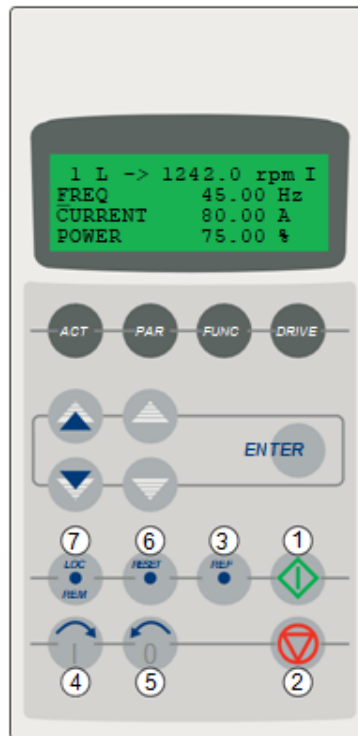 1 L -> 1242.0 rpm I
FREQ 45.00 Hz
CURRENT 80.00 A
POWER 75.00 %
ACT PAR FUNC DRIVE
ENTER
7 6 3 1
LOC RESET REF
REM
I 0
4 5 2